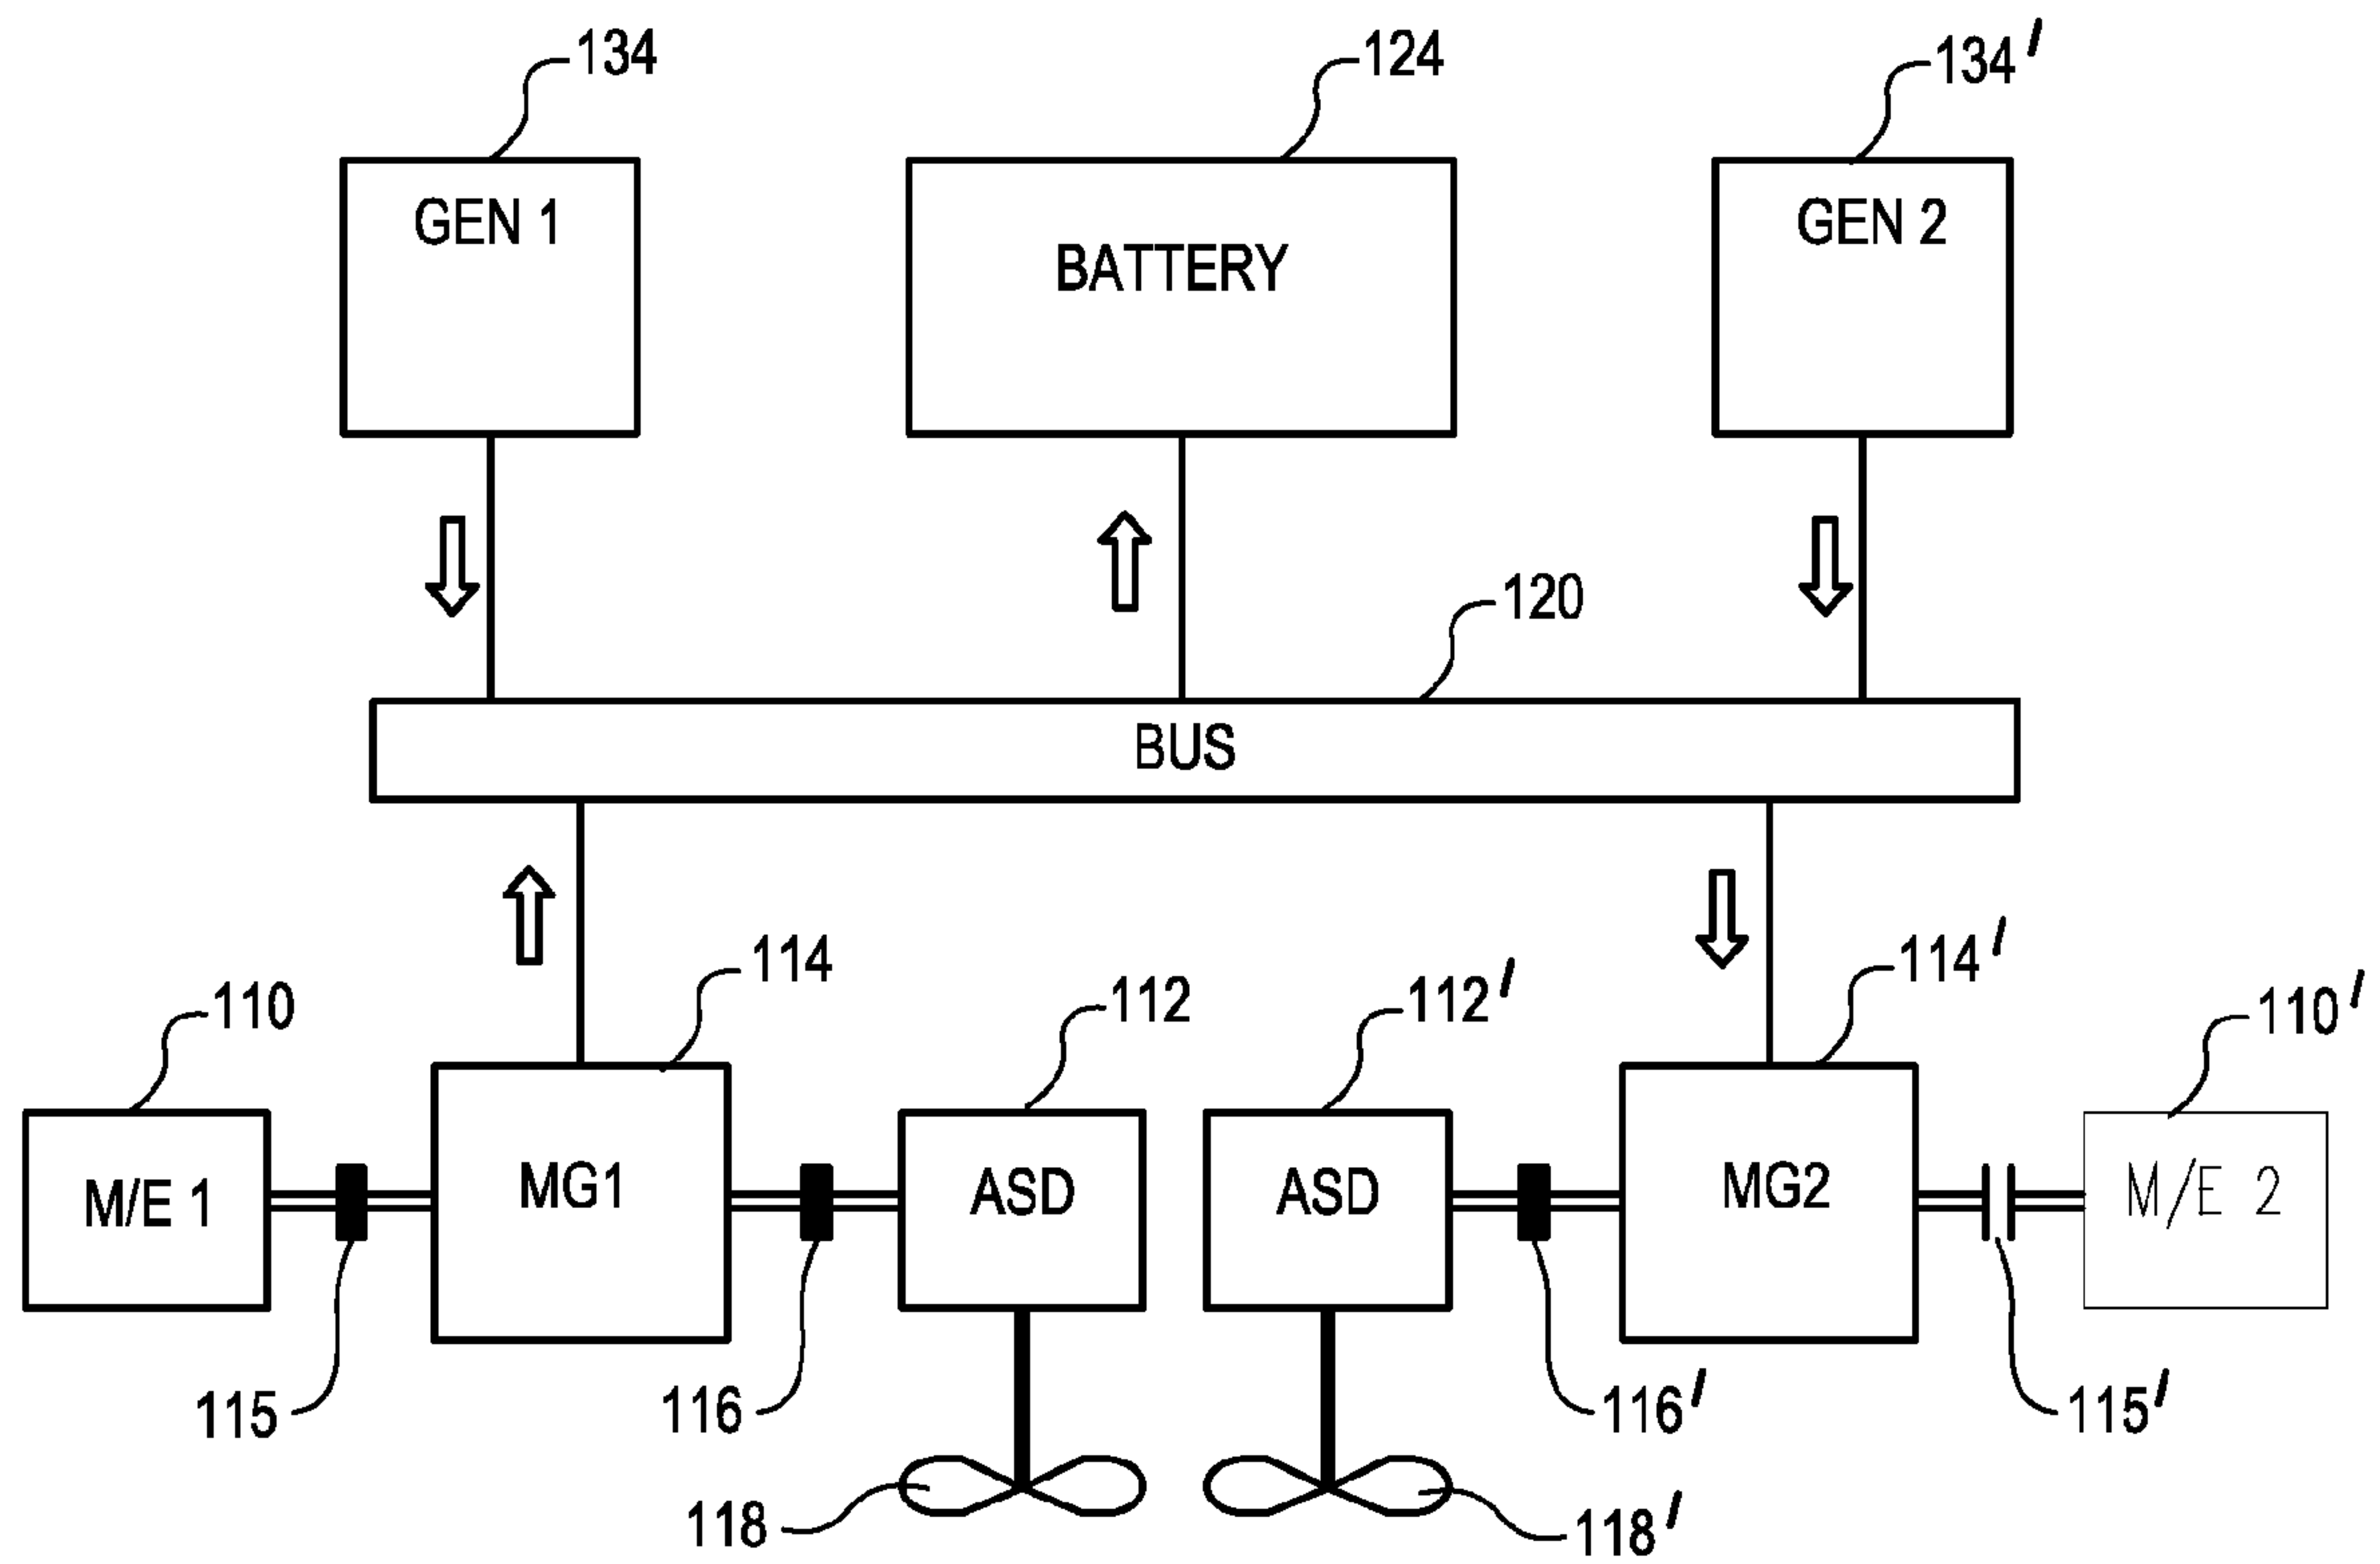 134
124
134'
GEN 1
BATTERY
GEN 2
120
BUS
114
114'
110
112
112'
110'
M/E 1
MG1
ASD
ASD
MG2
M/E 2
115
116
116'
115'
118
118'